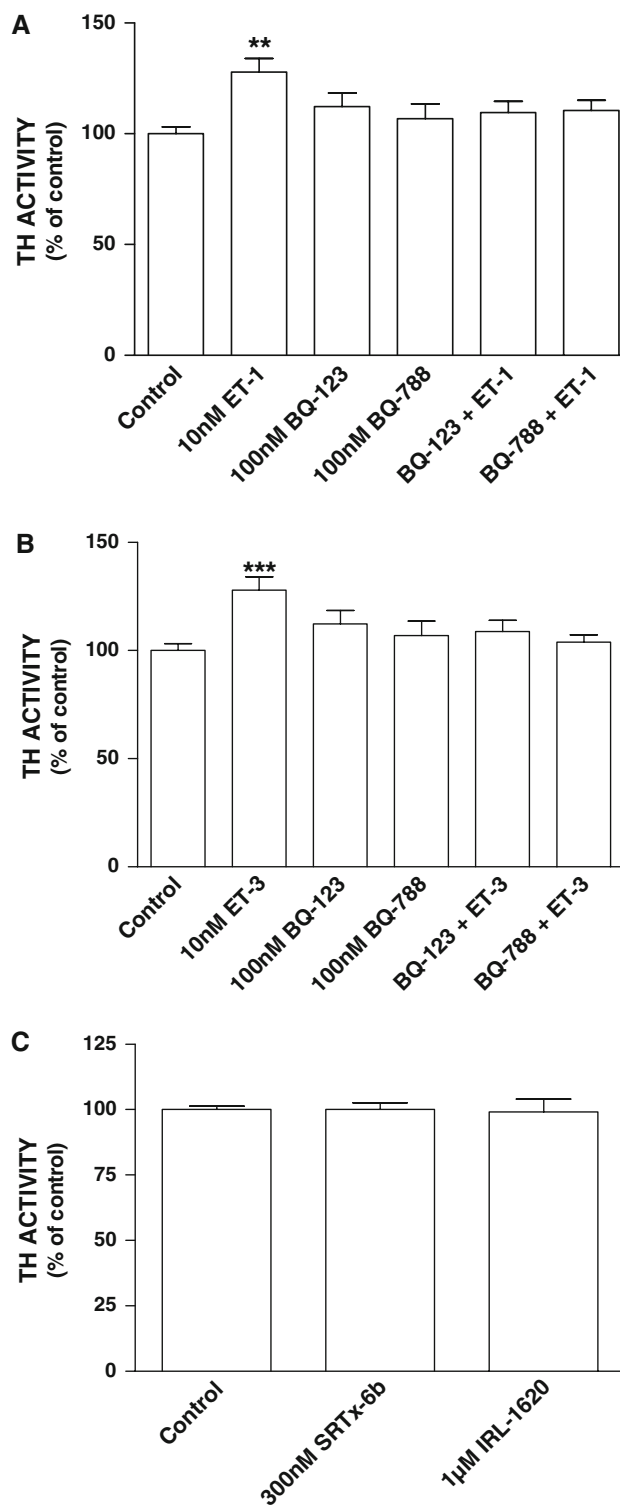 A
TH ACTIVITY
(% of control)
150
100
50
0
**
Control
10nM ET-1
100nM BQ-123
100nM BQ-788
BQ-123 + ET-1
BQ-788 + ET-1
B
TH ACTIVITY
(% of control)
150
100
50
0
***
Control
10nM ET-3
100nM BQ-123
100nM BQ-788
BQ-123 + ET-3
BQ-788 + ET-3
C
TH ACTIVITY
(% of control)
125
100
75
50
25
0
Control
300nM SRTx-6b
1µM IRL-1620